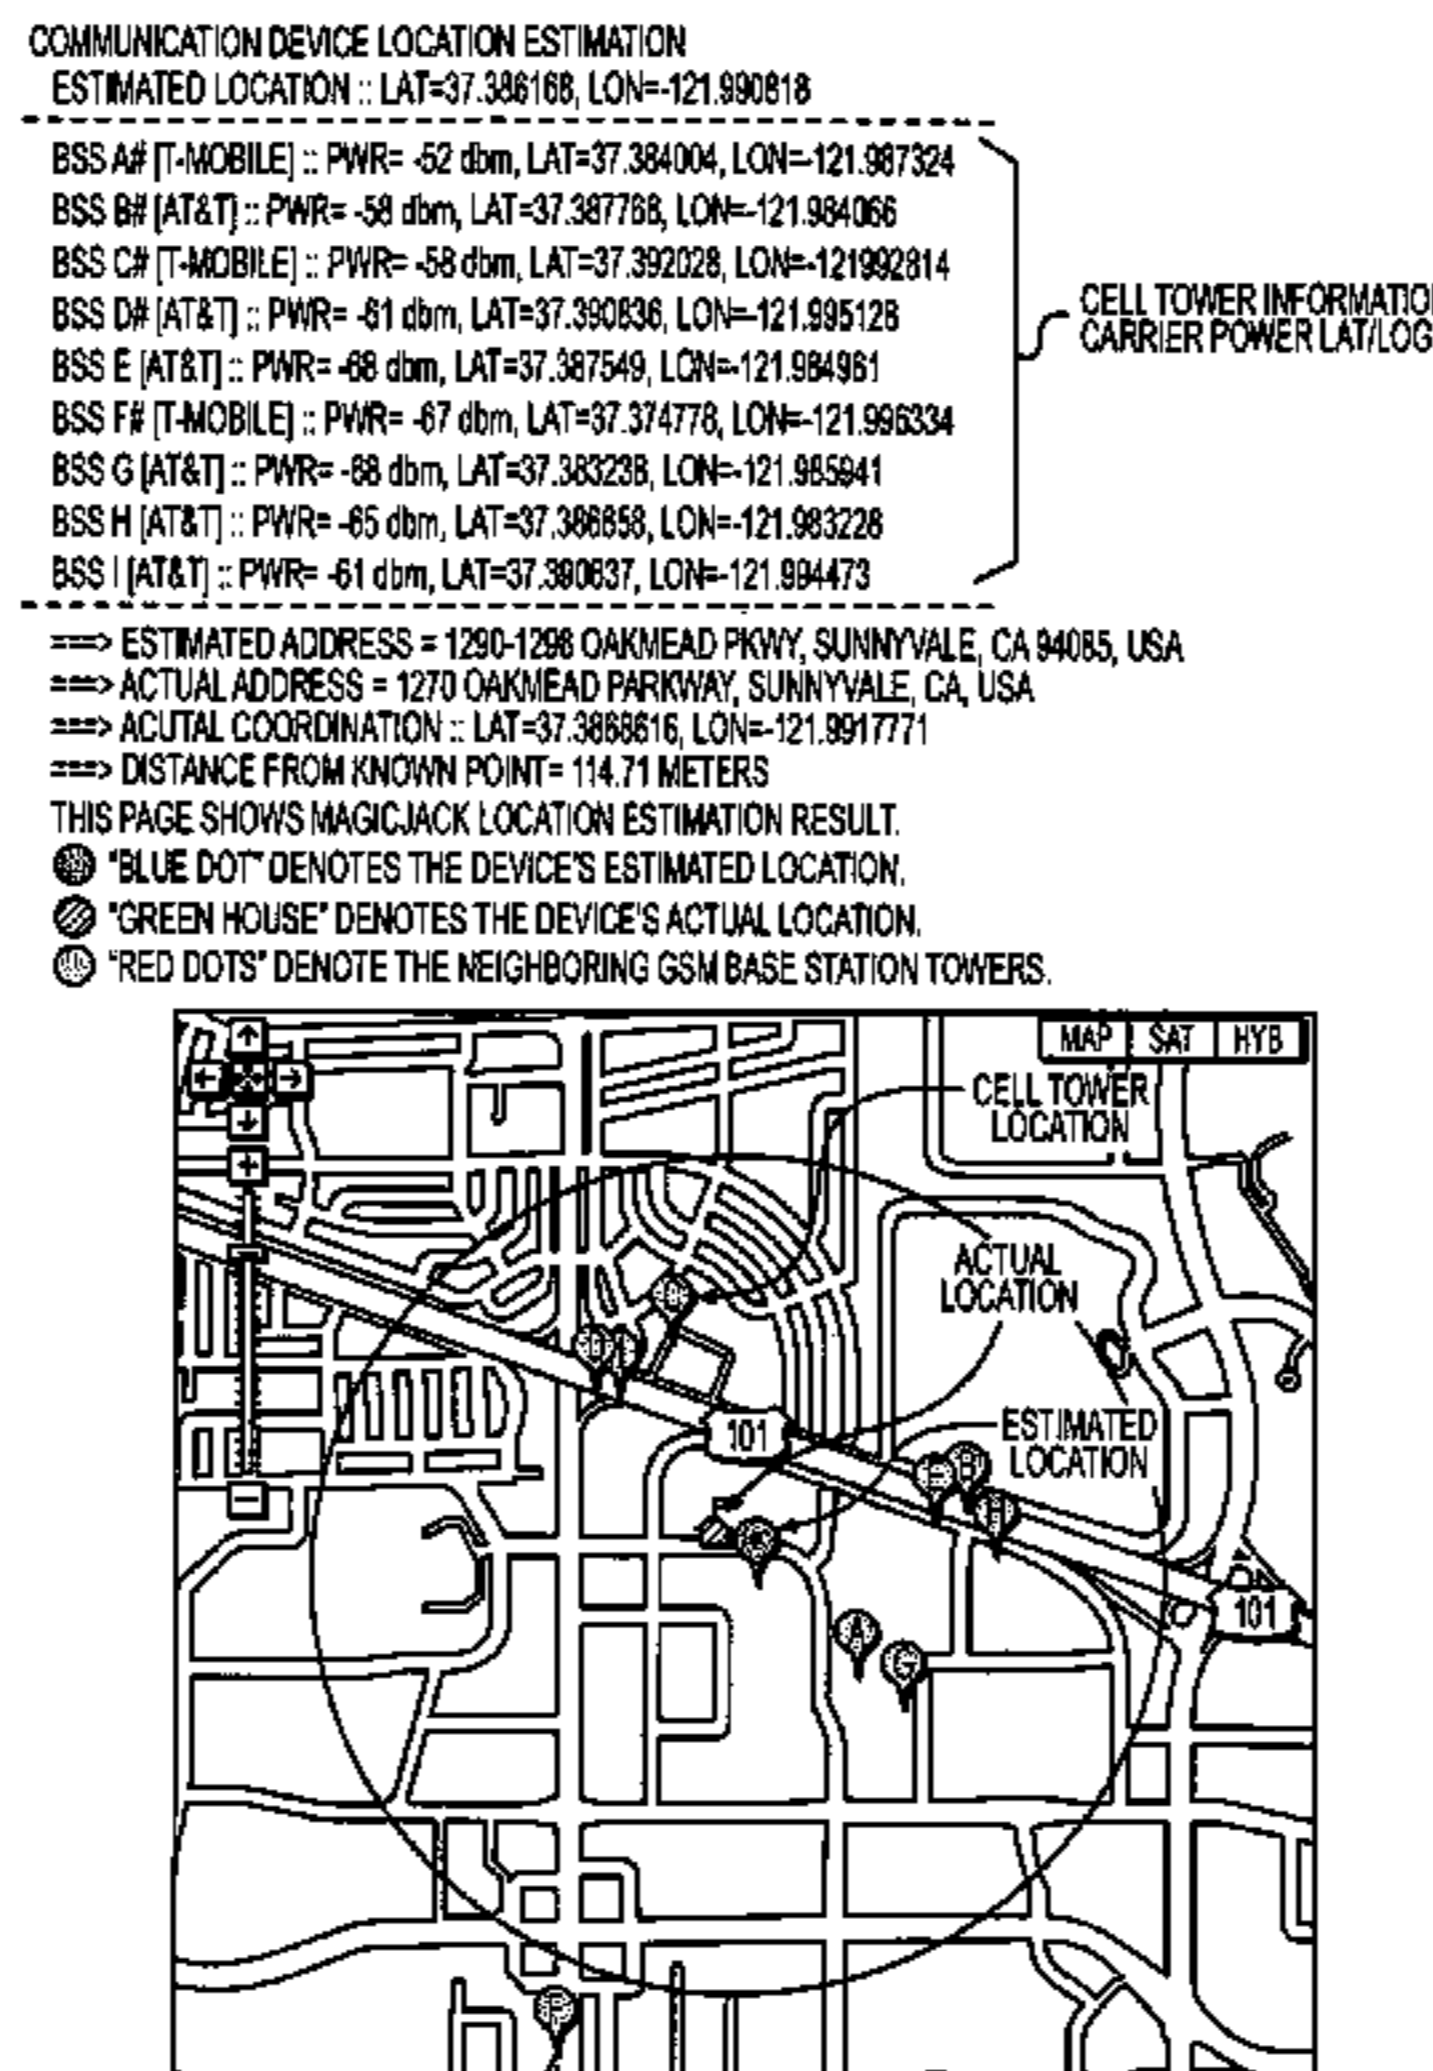 COMMUNICATION DEVICE LOCATION ESTIMATION
ESTIMATED LOCATION :: LAT=37.386168, LON=-121.990818
BSS A# [T-MOBILE] :: PWR= -52 dbm, LAT=37.384004, LON=-121.987324
BSS B# [AT&T] :: PWR= -58 dbm, LAT=37.387768, LON=-121.984066
BSS C# [T-MOBILE] :: PWR= -58 dbm, LAT=37.392028, LON=-121992814
BSS D# [AT&T] :: PWR= -61 dbm, LAT=37.390836, LON=-121.995128
BSS E [AT&T] :: PWR= -68 dbm, LAT=37.387549, LON=-121.984961
BSS F# [T-MOBILE] :: PWR= -67 dbm, LAT=37.374778, LON=-121.996334
BSS G [AT&T] :: PWR= -68 dbm, LAT=37.383238, LON=-121.985941
BSS H [AT&T] :: PWR= -65 dbm, LAT=37.386658, LON=-121.983228
BSS I [AT&T] :: PWR= -61 dbm, LAT=37.390637, LON=-121.994473
CELL TOWER INFORMATIO
CARRIER POWER LAT/LOG
===> ESTIMATED ADDRESS = 1290-1298 OAKMEAD PKWY, SUNNYVALE, CA 94085, USA
===> ACTUAL ADDRESS = 1270 OAKMEAD PARKWAY, SUNNYVALE, CA, USA
===> ACUTAL COORDINATION :: LAT=37.3868616, LON=-121.9917771
===> DISTANCE FROM KNOWN POINT= 114.71 METERS
THIS PAGE SHOWS MAGICJACK LOCATION ESTIMATION RESULT.
"BLUE DOT" DENOTES THE DEVICE'S ESTIMATED LOCATION.
"GREEN HOUSE" DENOTES THE DEVICE'S ACTUAL LOCATION.
"RED DOTS" DENOTE THE NEIGHBORING GSM BASE STATION TOWERS.
MAP SAT HYB
CELL TOWER
LOCATION
ACTUAL
LOCATION
101
ESTIMATED
LOCATION
E B
H
101
A
G
F